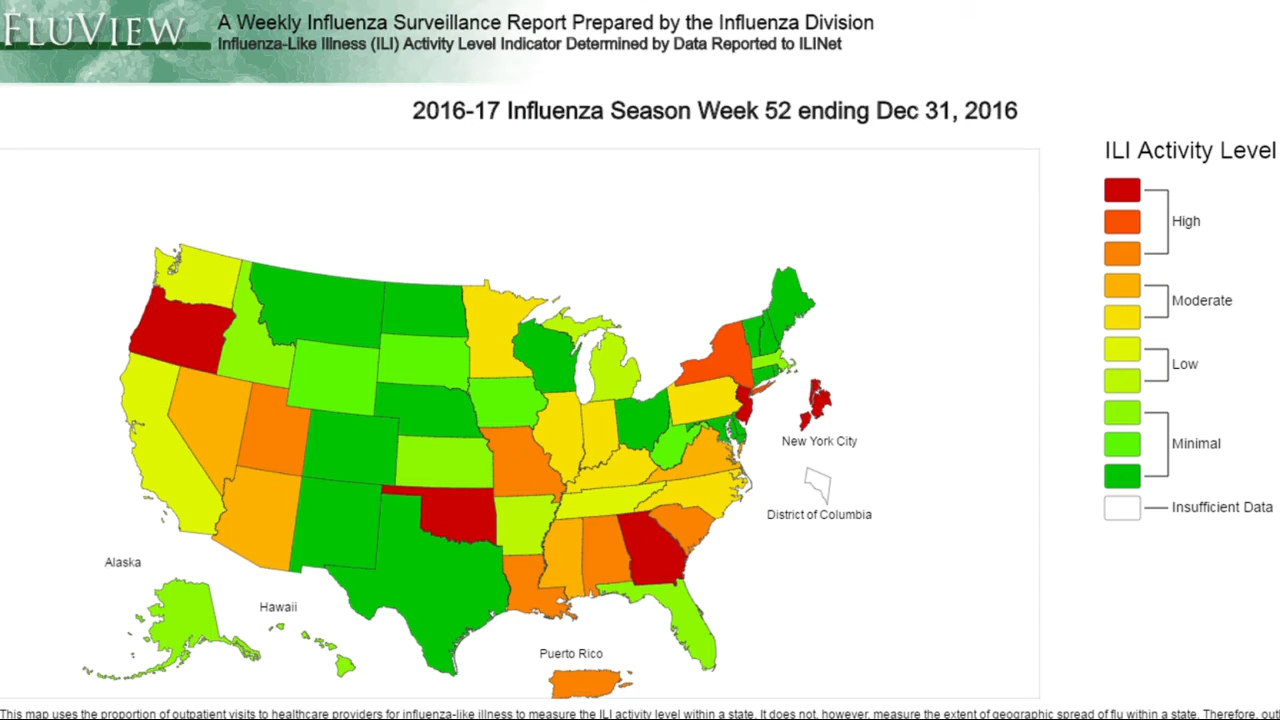 FLUVIEW
A Weekly Influenza Surveillance Report Prepared by the Influenza Division
Influenza-Like Illness (ILI) Activity Level Indicator Determined by Data Reported to ILINet
2016-17 Influenza Season Week 52 ending Dec 31, 2016
ILI Activity Level
High
Moderate
Low
Minimal
Insufficient Data
New York City
District of Columbia
Alaska
Hawaii
Puerto Rico
This map uses the proportion of outpatient visits to healthcare providers for influenza-like illness to measure the ILI activity level within a state. It does not, however, measure the extent of geographic spread of flu within a state. Therefore,